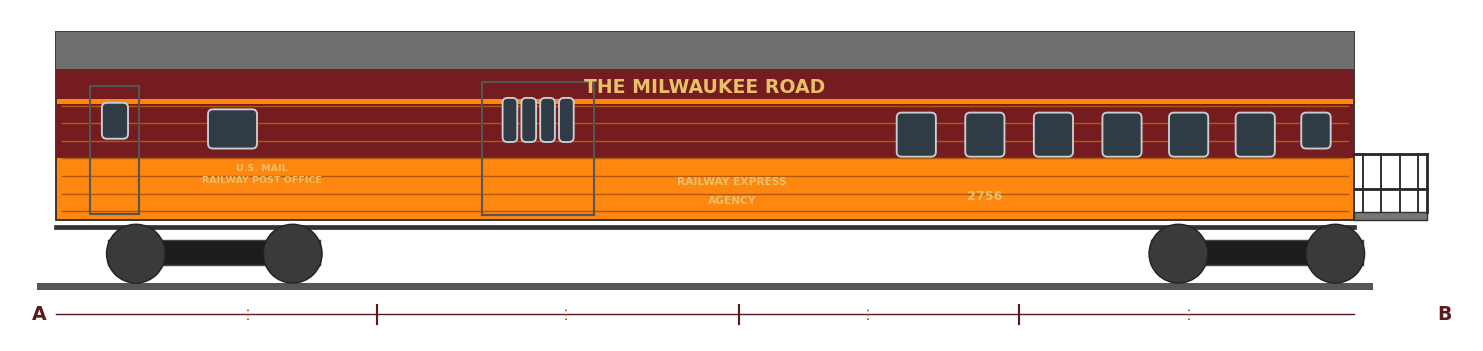 THE MILWAUKEE ROAD
U.S. MAIL
RAILWAY POST OFFICE
RAILWAY EXPRESS
AGENCY
2756
A
B